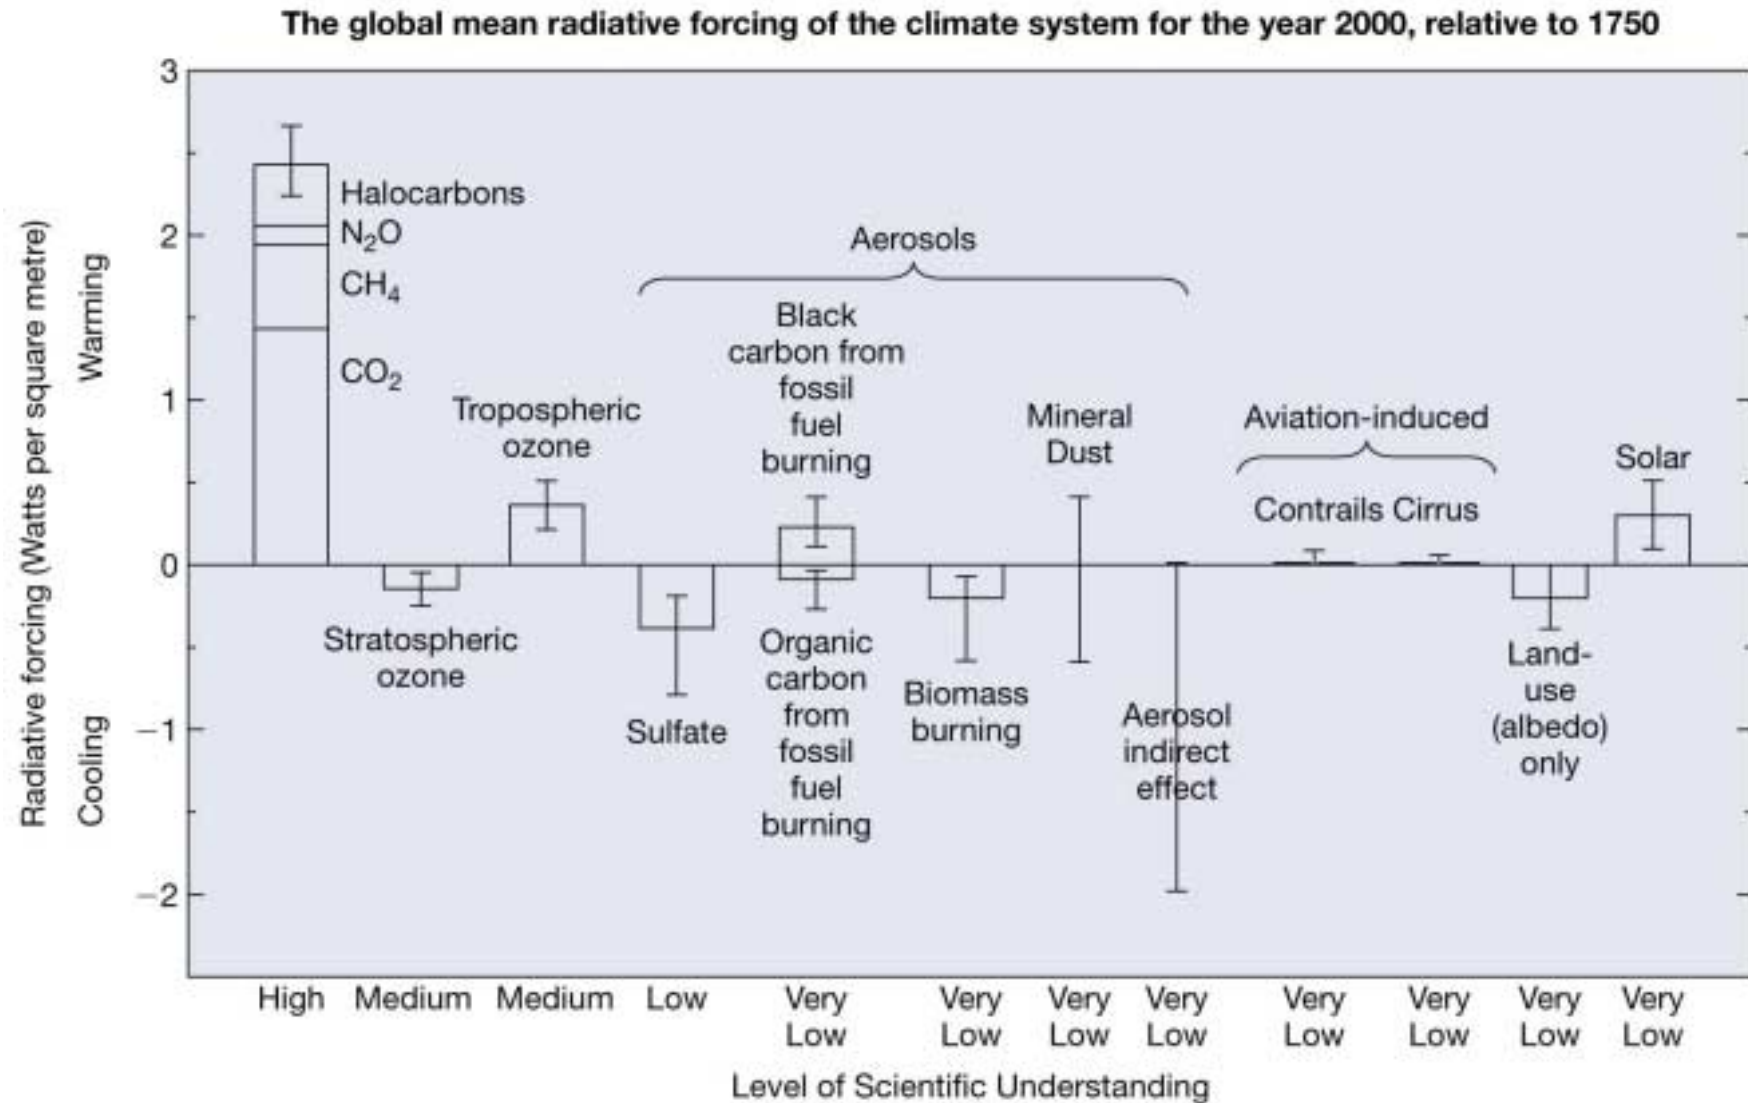 The global mean radiative forcing of the climate system for the year 2000, relative to 1750
Radiative forcing (Watts per square metre)
Warming
Cooling
3
2
1
0
−1
−2
Halocarbons
N₂O
CH₄
CO₂
Stratospheric
ozone
Tropospheric
ozone
Aerosols
Sulfate
Black
carbon from
fossil
fuel
burning
Organic
carbon
from
fossil
fuel
burning
Biomass
burning
Mineral
Dust
Aerosol
indirect
effect
Aviation-induced
Contrails Cirrus
Land-
use
(albedo)
only
Solar
High Medium Medium Low Very Very Very Very Very Very Very Very
Low Low Low Low Low Low Low Low
Level of Scientific Understanding